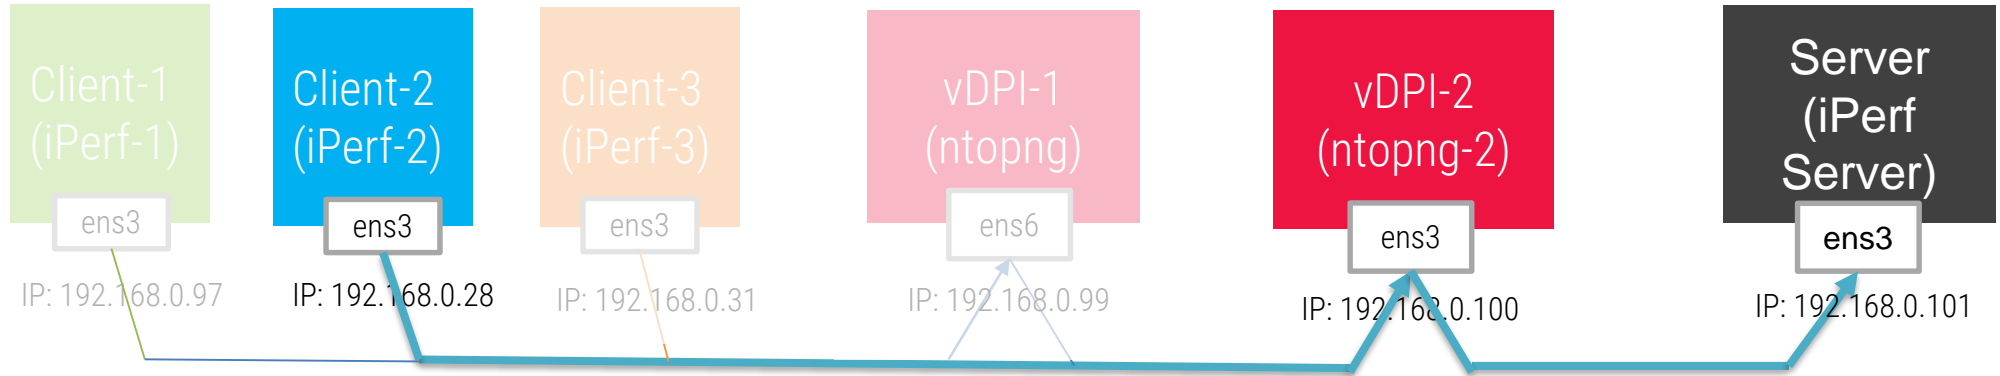 Client-1
(iPerf-1)
ens3
IP: 192.168.0.97
Client-2
(iPerf-2)
ens3
IP: 192.168.0.28
Client-3
(iPerf-3)
ens3
IP: 192.168.0.31
vDPI-1
(ntopng)
ens6
IP: 192.168.0.99
vDPI-2
(ntopng-2)
ens3
IP: 192.168.0.100
Server
(iPerf
Server)
ens3
IP: 192.168.0.101